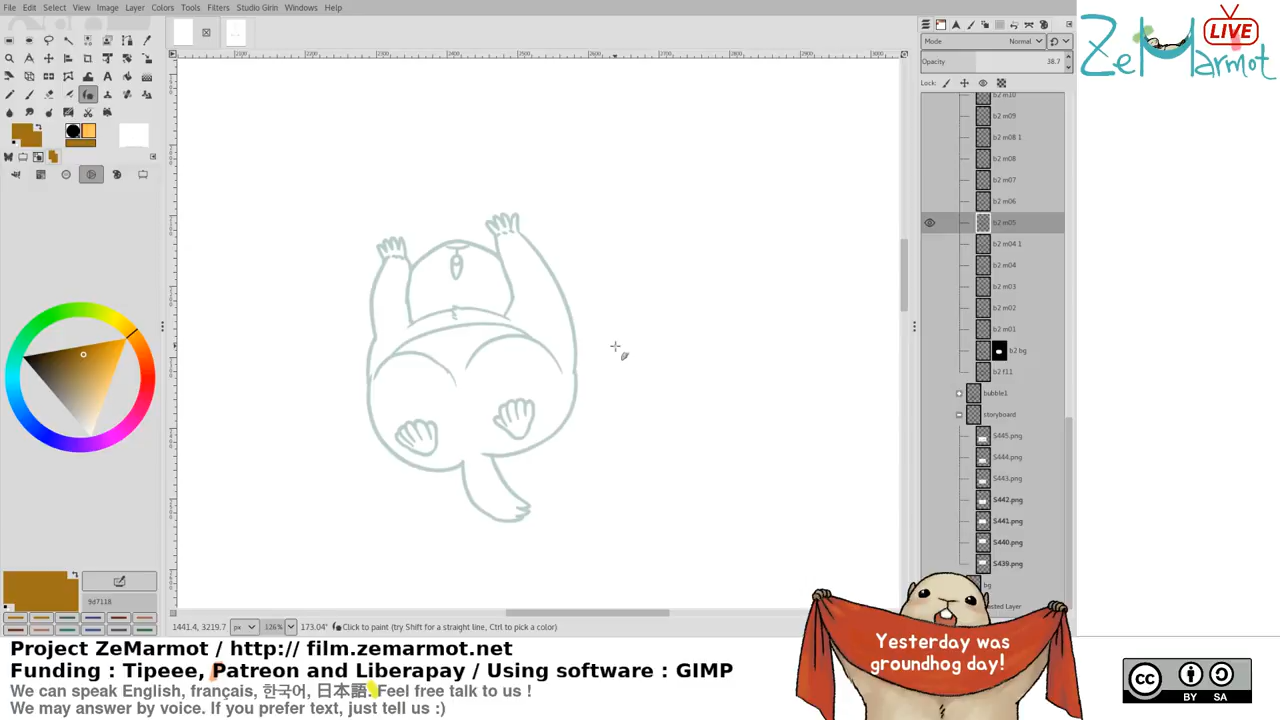 File Edit Select View Image Layer Colors Tools Filters Studio Girin Windows Help
ZeMarmot
LIVE
Mode Normal
Opacity 38.7
Lock:
b2 m10
b2 m09
b2 m08 1
b2 m08
b2 m07
b2 m06
b2 m05
b2 m04 1
b2 m04
b2 m03
b2 m02
b2 m01
b2 bg
b2 f11
bubble1
storyboard
S445.png
S444.png
S443.png
S442.png
S441.png
S440.png
S439.png
bg
9d7118
1441.4, 3219.7 px 126% 173.04° Click to paint (try Shift for a straight line, Ctrl to pick a color)
Project ZeMarmot / http:// film.zemarmot.net
Funding : Tipeee, Patreon and Liberapay / Using software : GIMP
We can speak English, français, 한국어, 日本語. Feel free talk to us !
We may answer by voice. If you prefer text, just tell us :)
Yesterday was
groundhog day!
cc
BY SA